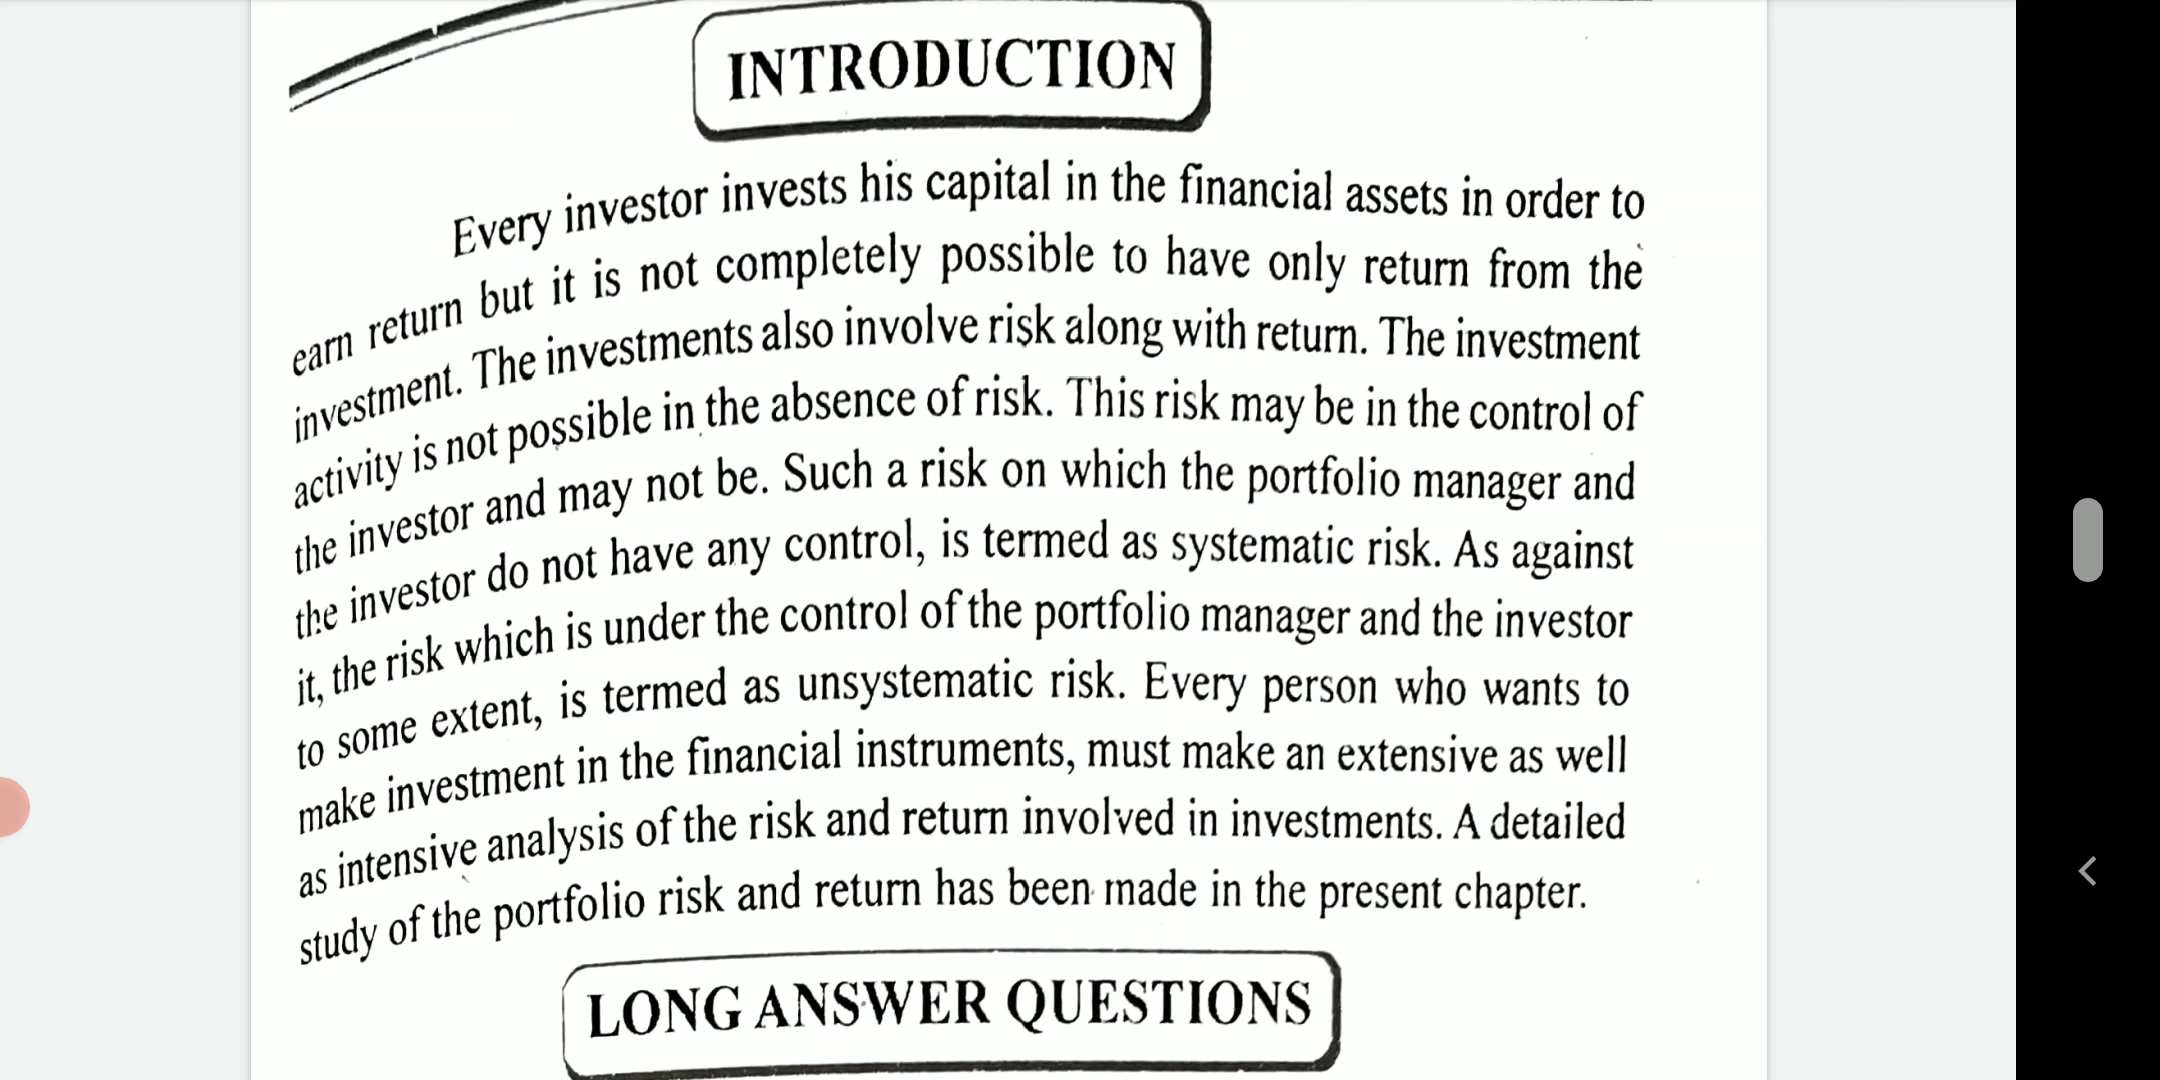 INTRODUCTION
Every investor invests his capital in the financial assets in order to
earn return but it is not completely possible to have only return from the
investment. The investments also involve risk along with return. The investment
activity is not possible in the absence of risk. This risk may be in the control of
the investor and may not be. Such a risk on which the portfolio manager and
the investor do not have any control, is termed as systematic risk. As against
it, the risk which is under the control of the portfolio manager and the investor
to some extent, is termed as unsystematic risk. Every person who wants to
make investment in the financial instruments, must make an extensive as well
as intensive analysis of the risk and return involved in investments. A detailed
study of the portfolio risk and return has been made in the present chapter.
LONG ANSWER QUESTIONS